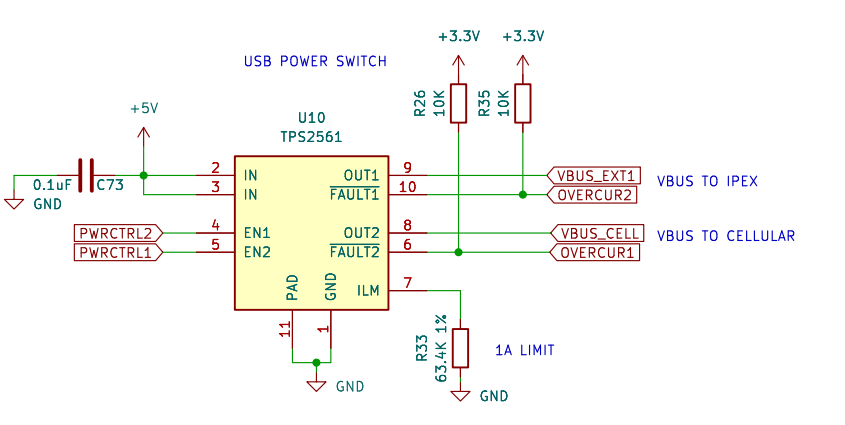 +3.3V
+3.3V
USB POWER SWITCH
R26
10K
R35
10K
+5V
U10
TPS2561
0.1uF
C73
GND
2
IN
3
IN
PWRCTRL2
4
EN1
PWRCTRL1
5
EN2
OUT1
9
VBUS_EXT1
FAULT1
10
OVERCUR2
VBUS TO IPEX
OUT2
8
VBUS_CELL
FAULT2
6
OVERCUR1
VBUS TO CELLULAR
ILM
7
PAD
11
GND
1
GND
R33
63.4K 1%
1A LIMIT
GND